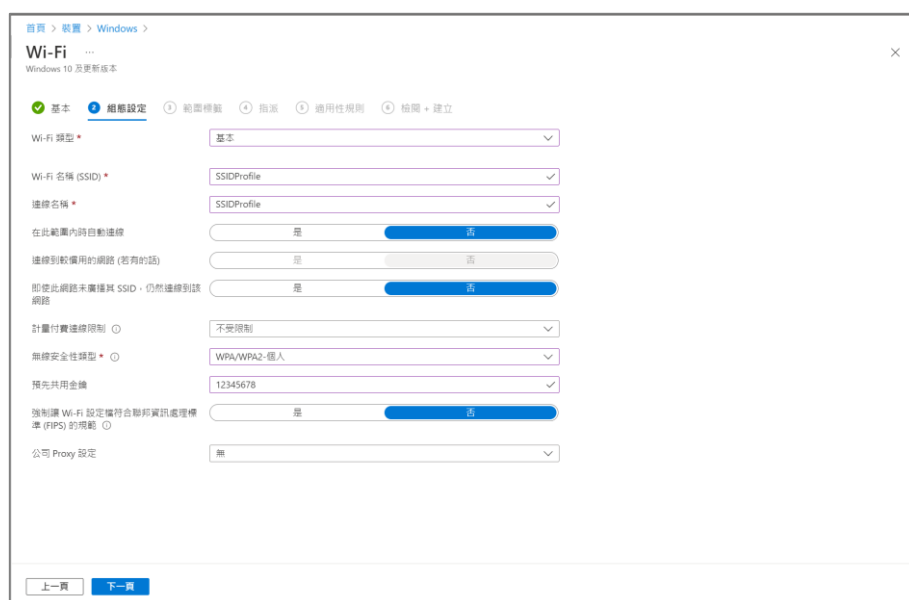 首頁 > 裝置 > Windows >
Wi-Fi ...
Windows 10 及更新版本
基本 2 組態設定 3 範圍標籤 4 指派 5 適用性規則 6 檢閱 + 建立
Wi-Fi 類型 * 基本
Wi-Fi 名稱 (SSID) * SSIDProfile
連線名稱 * SSIDProfile
在此範圍內時自動連線 是 否
連線到較慣用的網路 (若有的話) 是 否
即使此網路未廣播其 SSID，仍然連線到該 是 否
網路
計量付費連線限制 不受限制
無線安全性類型 * WPA/WPA2-個人
預先共用金鑰 12345678
強制讓 Wi-Fi 設定檔符合聯邦資訊處理標 是 否
準 (FIPS) 的規範
公司 Proxy 設定 無
上一頁 下一頁